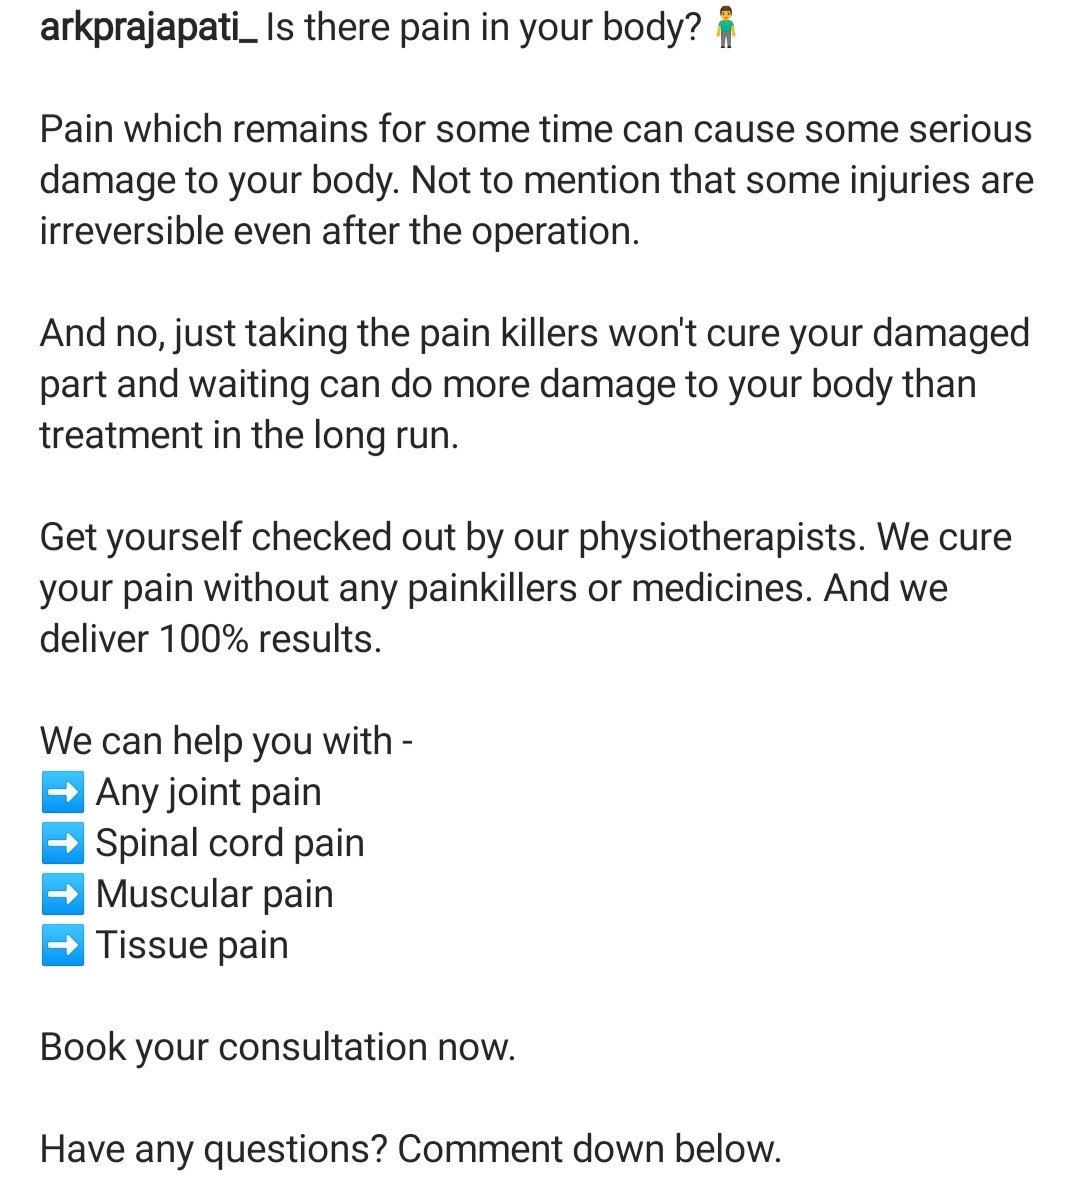 arkprajapati_ Is there pain in your body?🧍‍♂️
Pain which remains for some time can cause some serious
damage to your body. Not to mention that some injuries are
irreversible even after the operation.
And no, just taking the pain killers won't cure your damaged
part and waiting can do more damage to your body than
treatment in the long run.
Get yourself checked out by our physiotherapists. We cure
your pain without any painkillers or medicines. And we
deliver 100% results.
We can help you with -
➡️ Any joint pain
➡️ Spinal cord pain
➡️ Muscular pain
➡️ Tissue pain
Book your consultation now.
Have any questions? Comment down below.